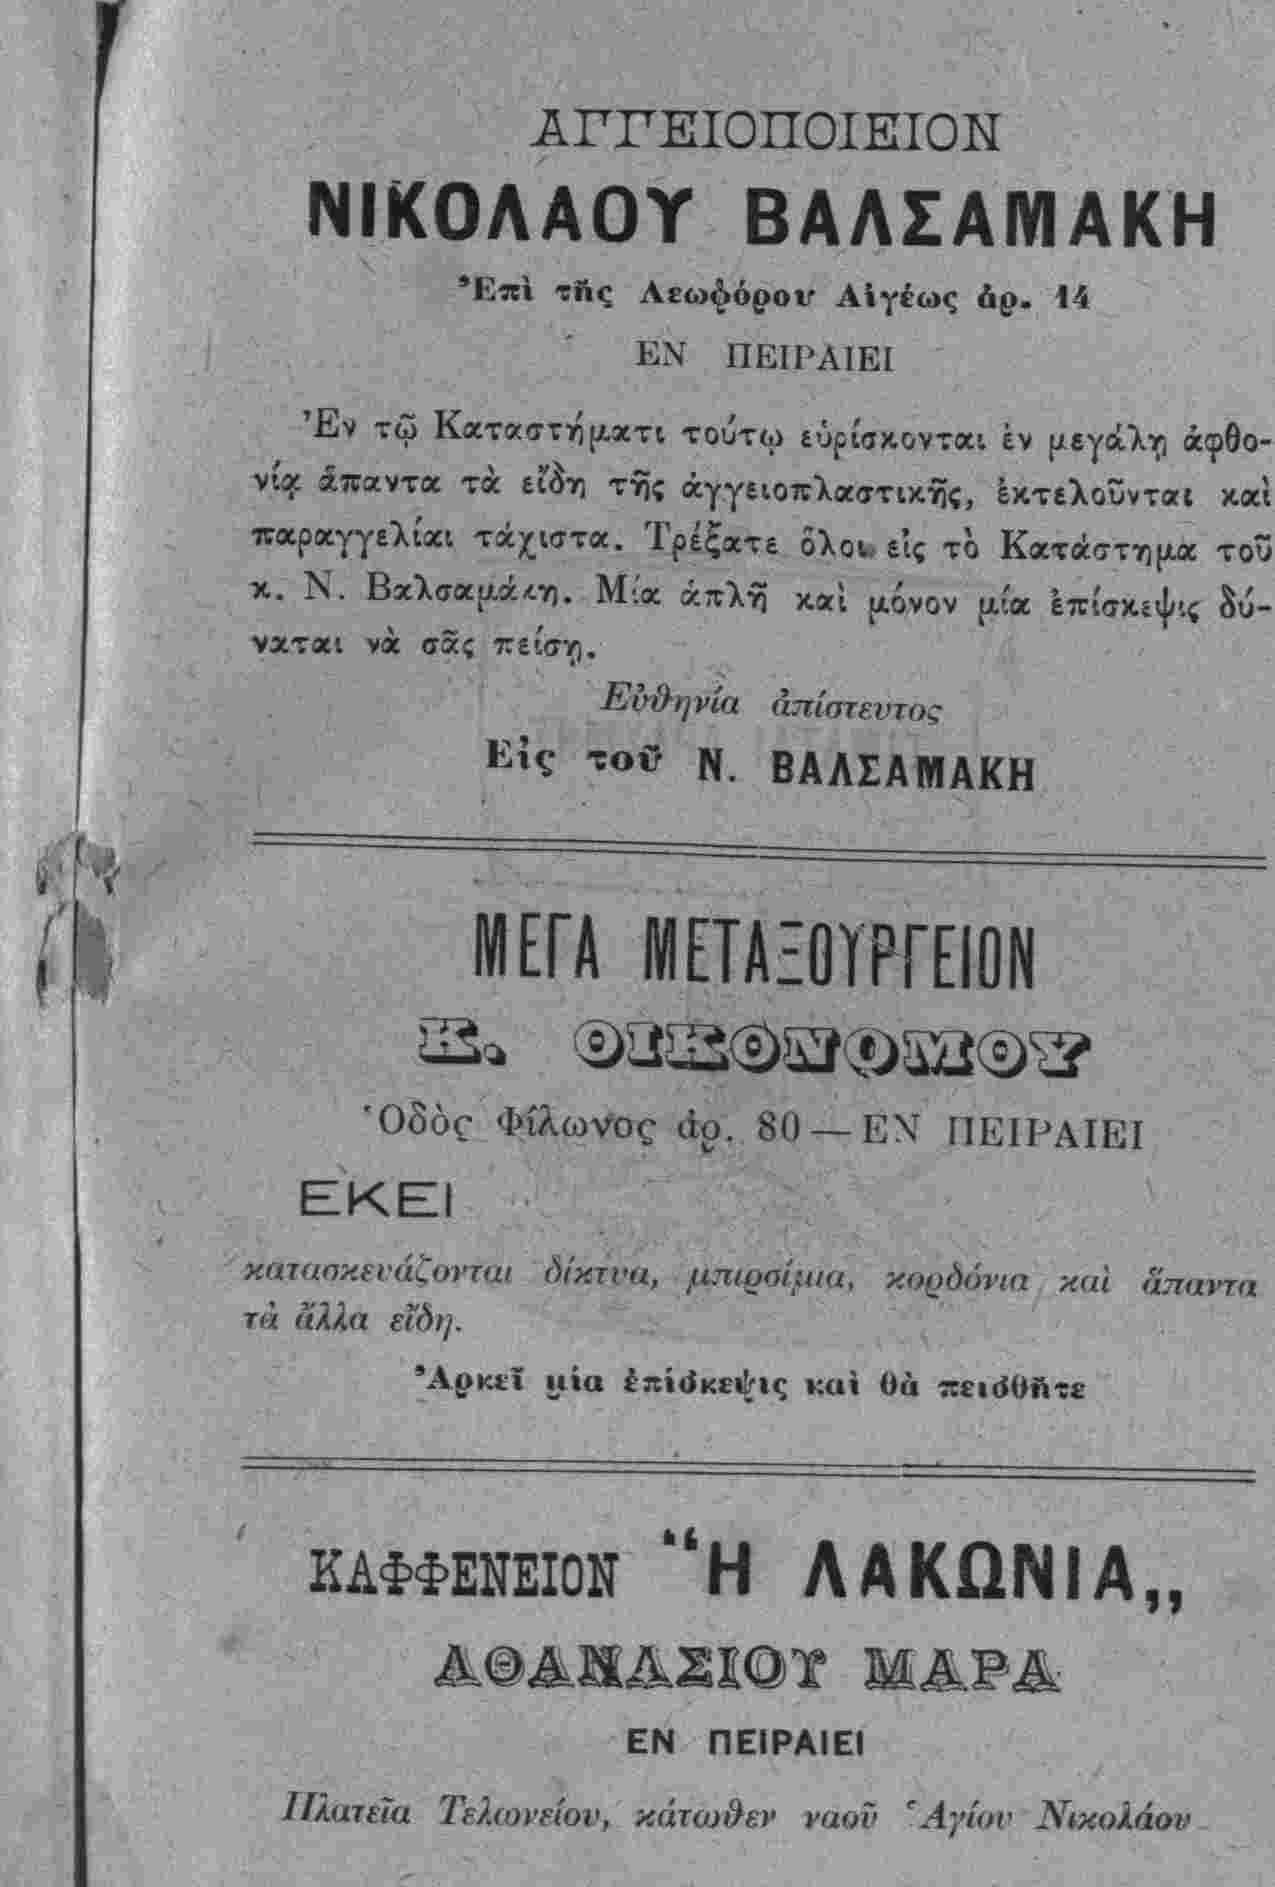 ΑΓΓΕΙΟΠΟΙΕΙΟΝ
ΝΙΚΟΛΑΟΥ ΒΑΛΣΑΜΑΚΗ
Ἐπὶ τῆς Λεωφόρου Αἰγέως ἀρ. 14
ΕΝ ΠΕΙΡΑΙΕΙ
Ἐν τῷ Καταστήματι τούτῳ εὑρίσκονται ἐν μεγάλῃ ἀφθο-
νίᾳ ἅπαντα τὰ εἴδη τῆς ἀγγειοπλαστικῆς, ἐκτελοῦνται καὶ
παραγγελίαι τάχιστα. Τρέξατε ὅλοι εἰς τὸ Κατάστημα τοῦ
κ. Ν. Βαλσαμάκη. Μία ἁπλῆ καὶ μόνον μία ἐπίσκεψις δύ-
ναται νὰ σᾶς πείσῃ.
Εὐθηνία ἀπίστευτος
Εἰς τοῦ Ν. ΒΑΛΣΑΜΑΚΗ
ΜΕΓΑ ΜΕΤΑΞΟΥΡΓΕΙΟΝ
Κ. ΟΙΚΟΝΟΜΟΥ
Ὁδὸς Φίλωνος ἀρ. 80 — ΕΝ ΠΕΙΡΑΙΕΙ
ΕΚΕΙ
κατασκευάζονται δίκτυα, μπιρσίμια, κορδόνια καὶ ἅπαντα
τὰ ἄλλα εἴδη.
Ἀρκεῖ μία ἐπίσκεψις καὶ θὰ πεισθῆτε
ΚΑΦΦΕΝΕΙΟΝ “Η ΛΑΚΩΝΙΑ„
ΑΘΑΝΑΣΙΟΥ ΜΑΡΑ
ΕΝ ΠΕΙΡΑΙΕΙ
Πλατεῖα Τελωνείου, κάτωθεν ναοῦ Ἁγίου Νικολάου